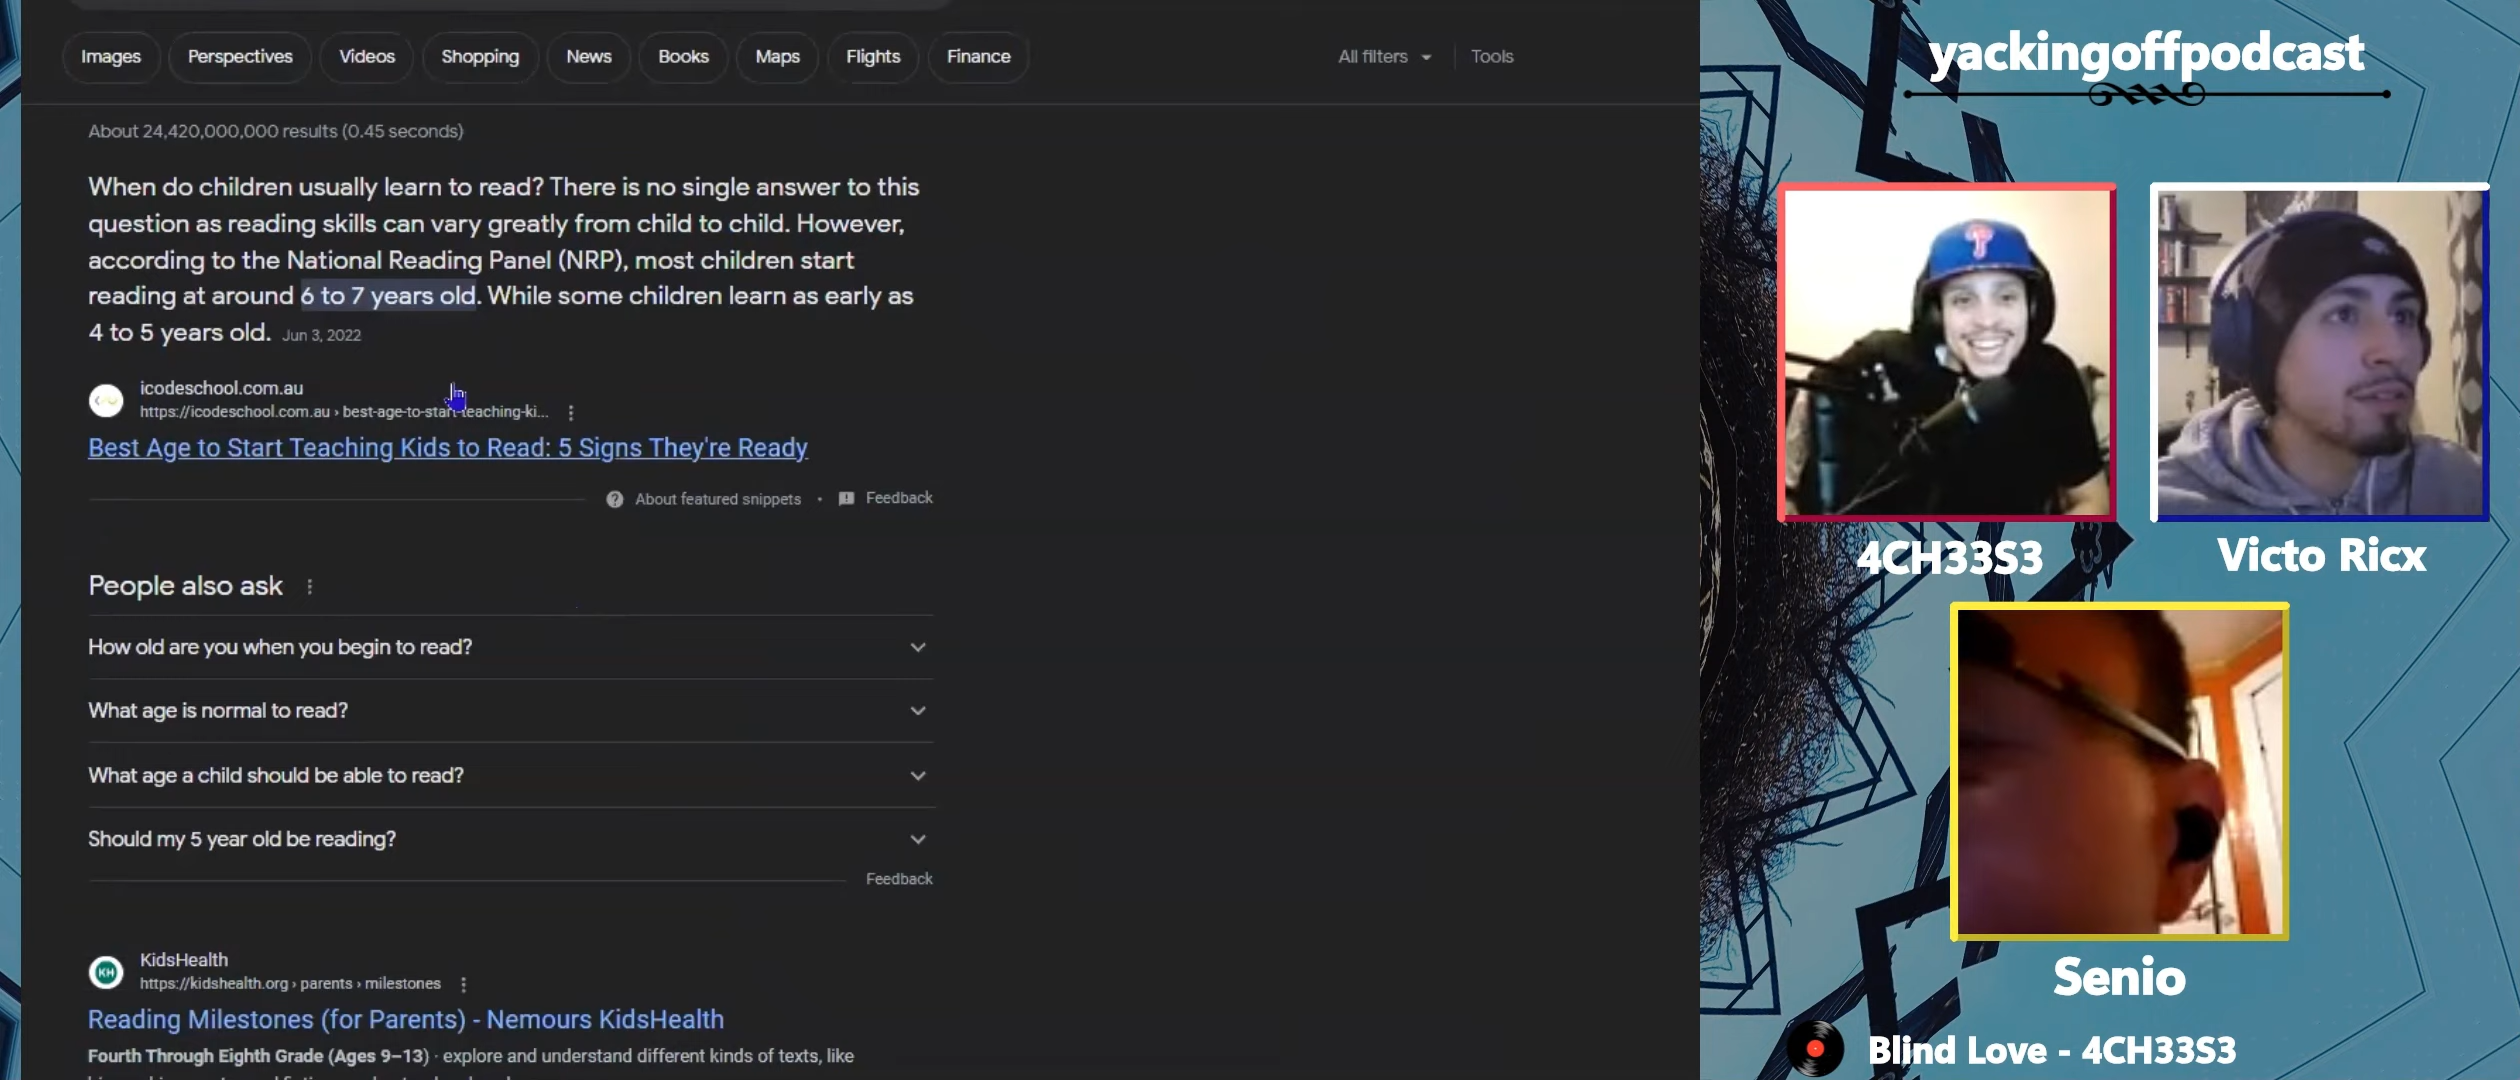 Images Perspectives Videos Shopping News Books Maps Flights Finance All filters Tools
About 24,420,000,000 results (0.45 seconds)
When do children usually learn to read? There is no single answer to this
question as reading skills can vary greatly from child to child. However,
according to the National Reading Panel (NRP), most children start
reading at around 6 to 7 years old. While some children learn as early as
4 to 5 years old. Jun 3, 2022
icodeschool.com.au
https://icodeschool.com.au › best-age-to-start-teaching-ki...
Best Age to Start Teaching Kids to Read: 5 Signs They're Ready
About featured snippets • Feedback
People also ask
How old are you when you begin to read?
What age is normal to read?
What age a child should be able to read?
Should my 5 year old be reading?
Feedback
KH
KidsHealth
https://kidshealth.org › parents › milestones
Reading Milestones (for Parents) - Nemours KidsHealth
Fourth Through Eighth Grade (Ages 9–13) · explore and understand different kinds of texts, like
yackingoffpodcast
4CH33S3
Victo Ricx
Senio
Blind Love - 4CH33S3